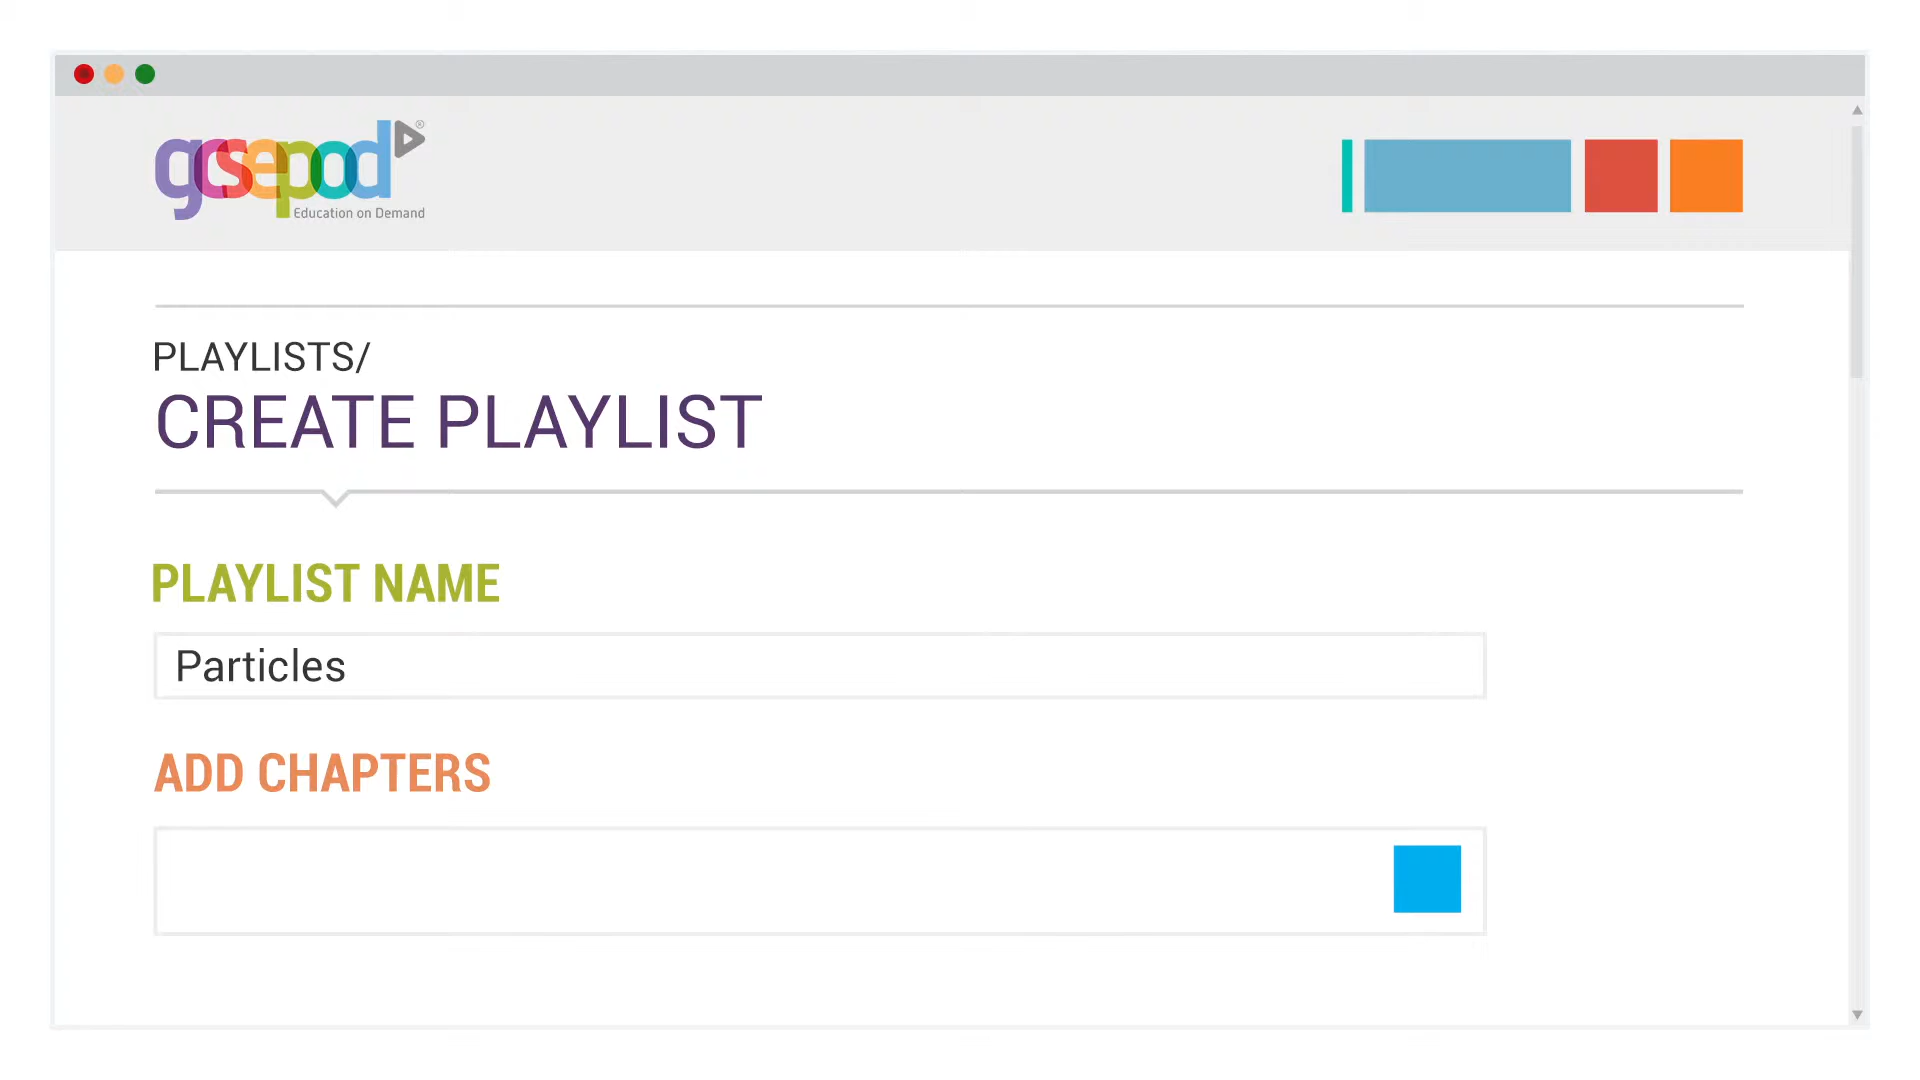 gcsepod®
Education on Demand
PLAYLISTS/
CREATE PLAYLIST
PLAYLIST NAME
Particles
ADD CHAPTERS